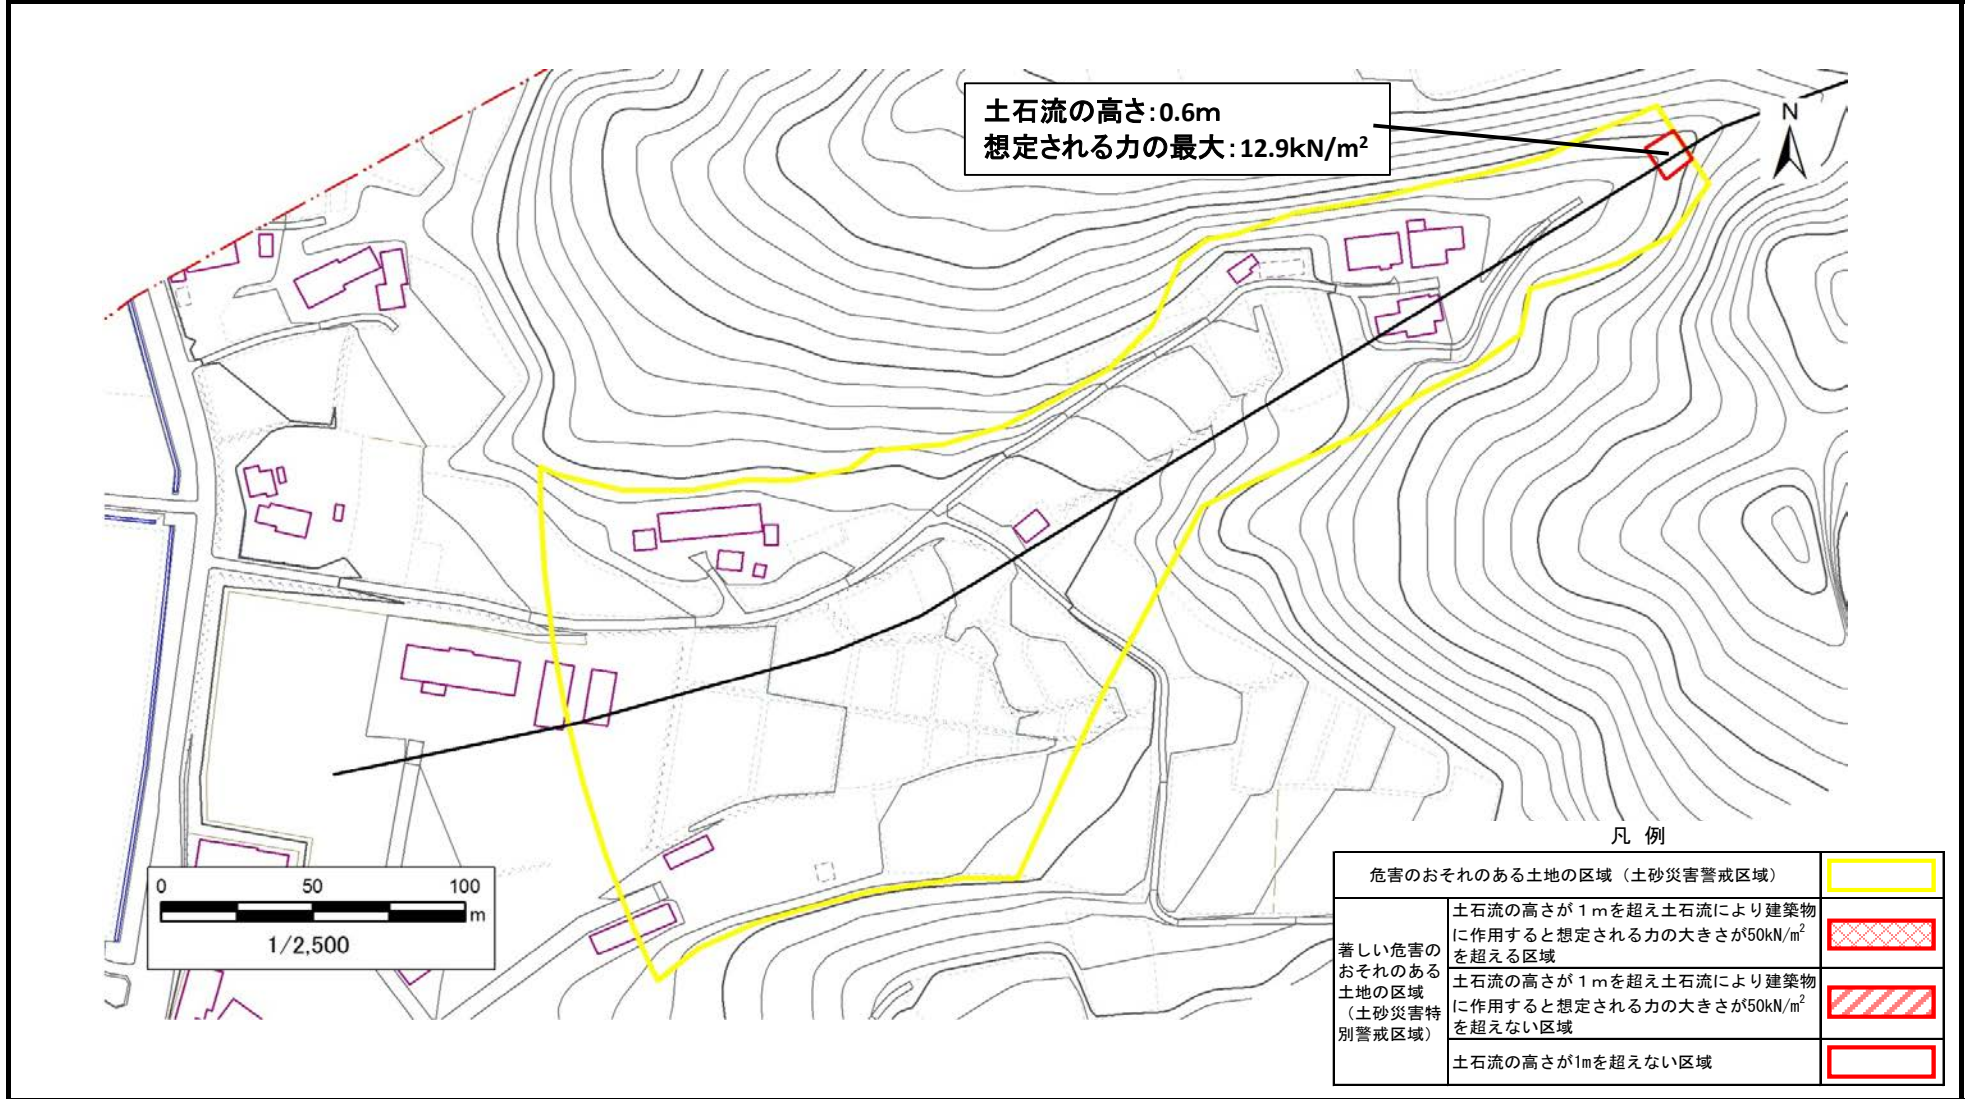 土石流の高さ：0.6m
想定される力の最大：12.9kN/m²
N
0 50 100
m
1/2,500
凡 例
危害のおそれのある土地の区域（土砂災害警戒区域）
著しい危害の
おそれのある
土地の区域
（土砂災害特
別警戒区域）
土石流の高さが１ｍを超え土石流により建築物
に作用すると想定される力の大きさが50kN/㎡
を超える区域
土石流の高さが１ｍを超え土石流により建築物
に作用すると想定される力の大きさが50kN/㎡
を超えない区域
土石流の高さが1mを超えない区域